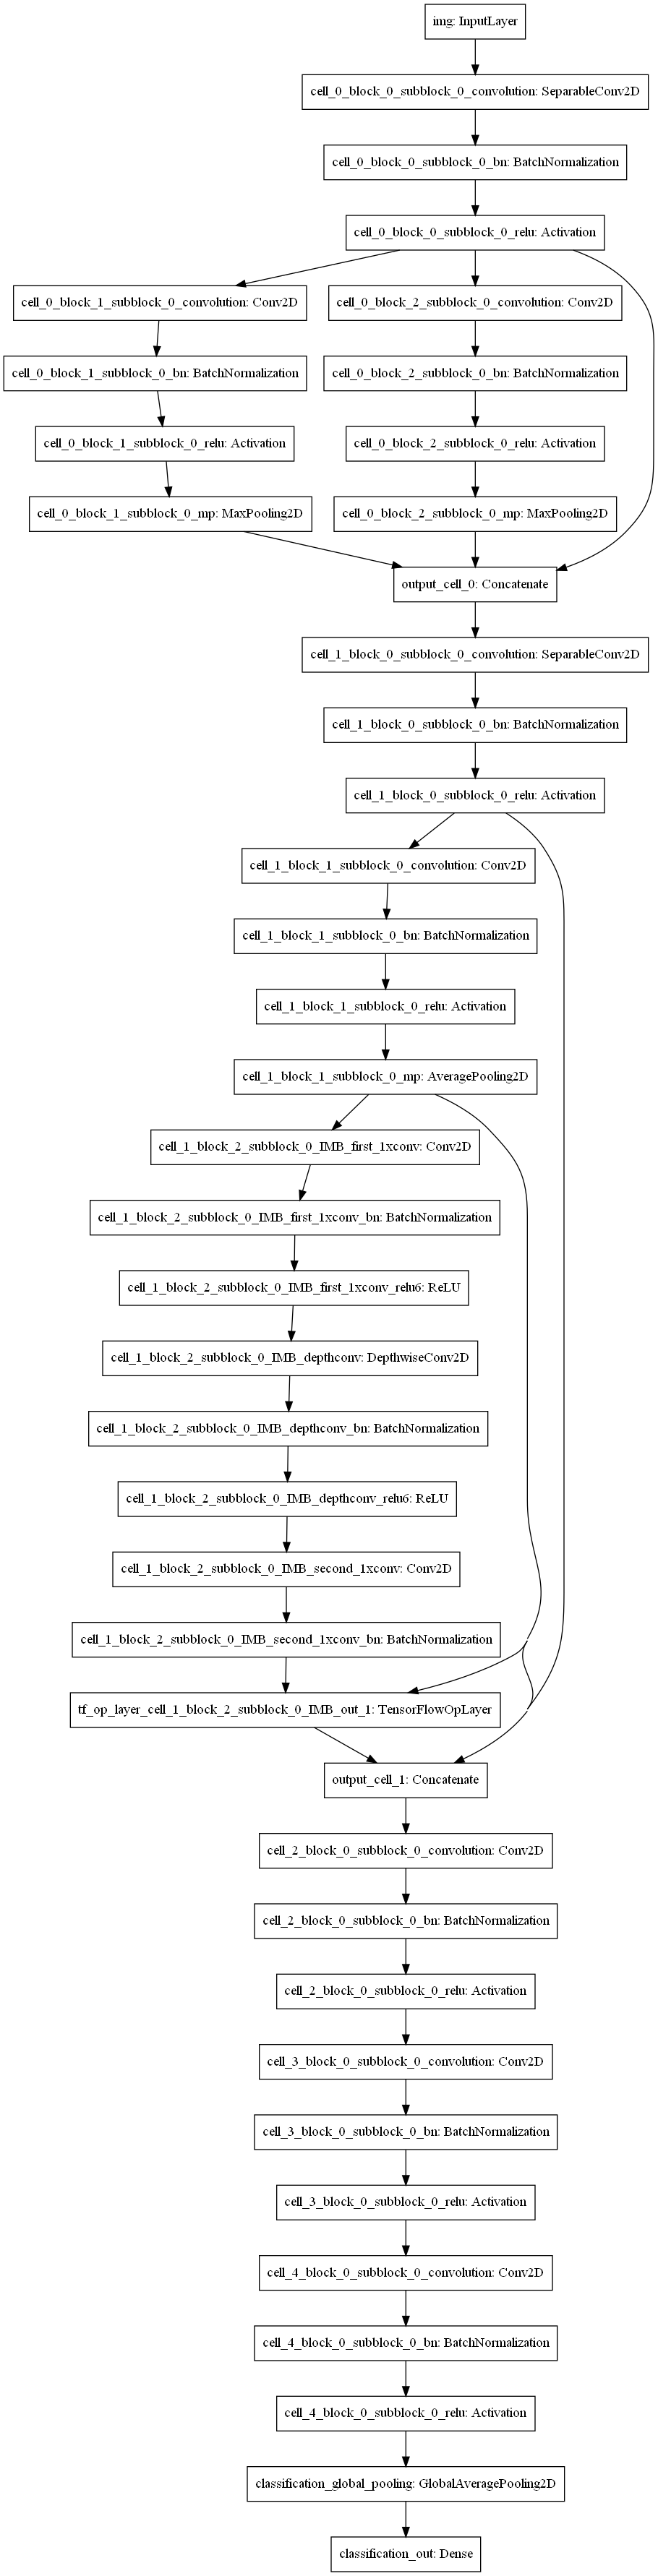 img: InputLayer
cell_0_block_0_subblock_0_convolution: SeparableConv2D
cell_0_block_0_subblock_0_bn: BatchNormalization
cell_0_block_0_subblock_0_relu: Activation
cell_0_block_1_subblock_0_convolution: Conv2D
cell_0_block_2_subblock_0_convolution: Conv2D
cell_0_block_1_subblock_0_bn: BatchNormalization
cell_0_block_2_subblock_0_bn: BatchNormalization
cell_0_block_1_subblock_0_relu: Activation
cell_0_block_2_subblock_0_relu: Activation
cell_0_block_1_subblock_0_mp: MaxPooling2D
cell_0_block_2_subblock_0_mp: MaxPooling2D
output_cell_0: Concatenate
cell_1_block_0_subblock_0_convolution: SeparableConv2D
cell_1_block_0_subblock_0_bn: BatchNormalization
cell_1_block_0_subblock_0_relu: Activation
cell_1_block_1_subblock_0_convolution: Conv2D
cell_1_block_1_subblock_0_bn: BatchNormalization
cell_1_block_1_subblock_0_relu: Activation
cell_1_block_1_subblock_0_mp: AveragePooling2D
cell_1_block_2_subblock_0_IMB_first_1xconv: Conv2D
cell_1_block_2_subblock_0_IMB_first_1xconv_bn: BatchNormalization
cell_1_block_2_subblock_0_IMB_first_1xconv_relu6: ReLU
cell_1_block_2_subblock_0_IMB_depthconv: DepthwiseConv2D
cell_1_block_2_subblock_0_IMB_depthconv_bn: BatchNormalization
cell_1_block_2_subblock_0_IMB_depthconv_relu6: ReLU
cell_1_block_2_subblock_0_IMB_second_1xconv: Conv2D
cell_1_block_2_subblock_0_IMB_second_1xconv_bn: BatchNormalization
tf_op_layer_cell_1_block_2_subblock_0_IMB_out_1: TensorFlowOpLayer
output_cell_1: Concatenate
cell_2_block_0_subblock_0_convolution: Conv2D
cell_2_block_0_subblock_0_bn: BatchNormalization
cell_2_block_0_subblock_0_relu: Activation
cell_3_block_0_subblock_0_convolution: Conv2D
cell_3_block_0_subblock_0_bn: BatchNormalization
cell_3_block_0_subblock_0_relu: Activation
cell_4_block_0_subblock_0_convolution: Conv2D
cell_4_block_0_subblock_0_bn: BatchNormalization
cell_4_block_0_subblock_0_relu: Activation
classification_global_pooling: GlobalAveragePooling2D
classification_out: Dense